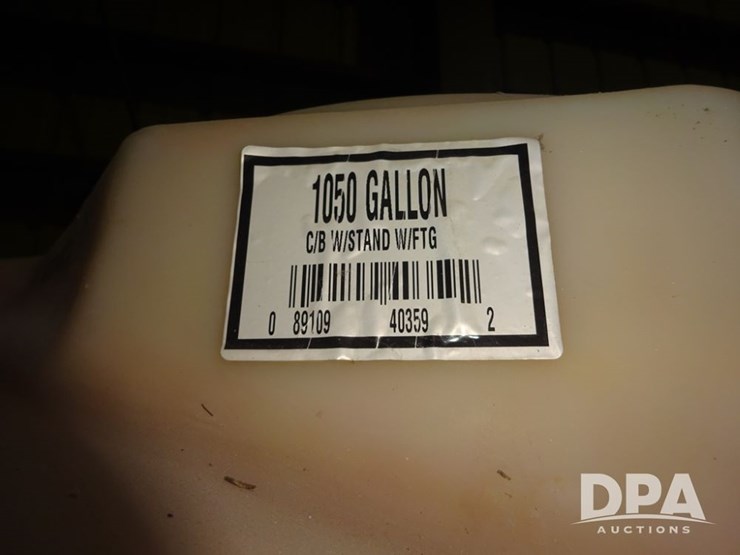 1050 GALLON
C/B W/STAND W/FTG
0 89109 40359 2
DPA
AUCTIONS